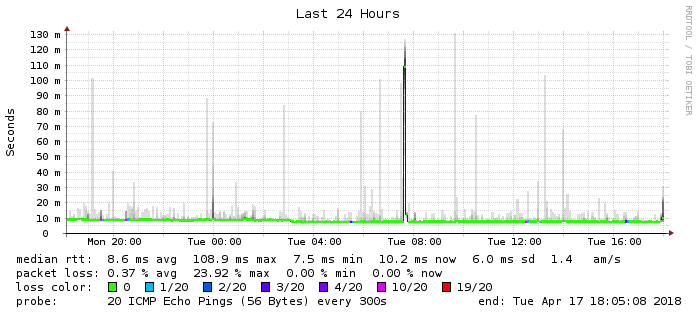 Last 24 Hours
RRDTOOL / TOBI OETIKER
Seconds
130 m
120 m
110 m
100 m
90 m
80 m
70 m
60 m
50 m
40 m
30 m
20 m
10 m
0
Mon 20:00 Tue 00:00 Tue 04:00 Tue 08:00 Tue 12:00 Tue 16:00
median rtt: 8.6 ms avg 108.9 ms max 7.5 ms min 10.2 ms now 6.0 ms sd 1.4 am/s
packet loss: 0.37 % avg 23.92 % max 0.00 % min 0.00 % now
loss color: 0 1/20 2/20 3/20 4/20 10/20 19/20
probe: 20 ICMP Echo Pings (56 Bytes) every 300s end: Tue Apr 17 18:05:08 2018